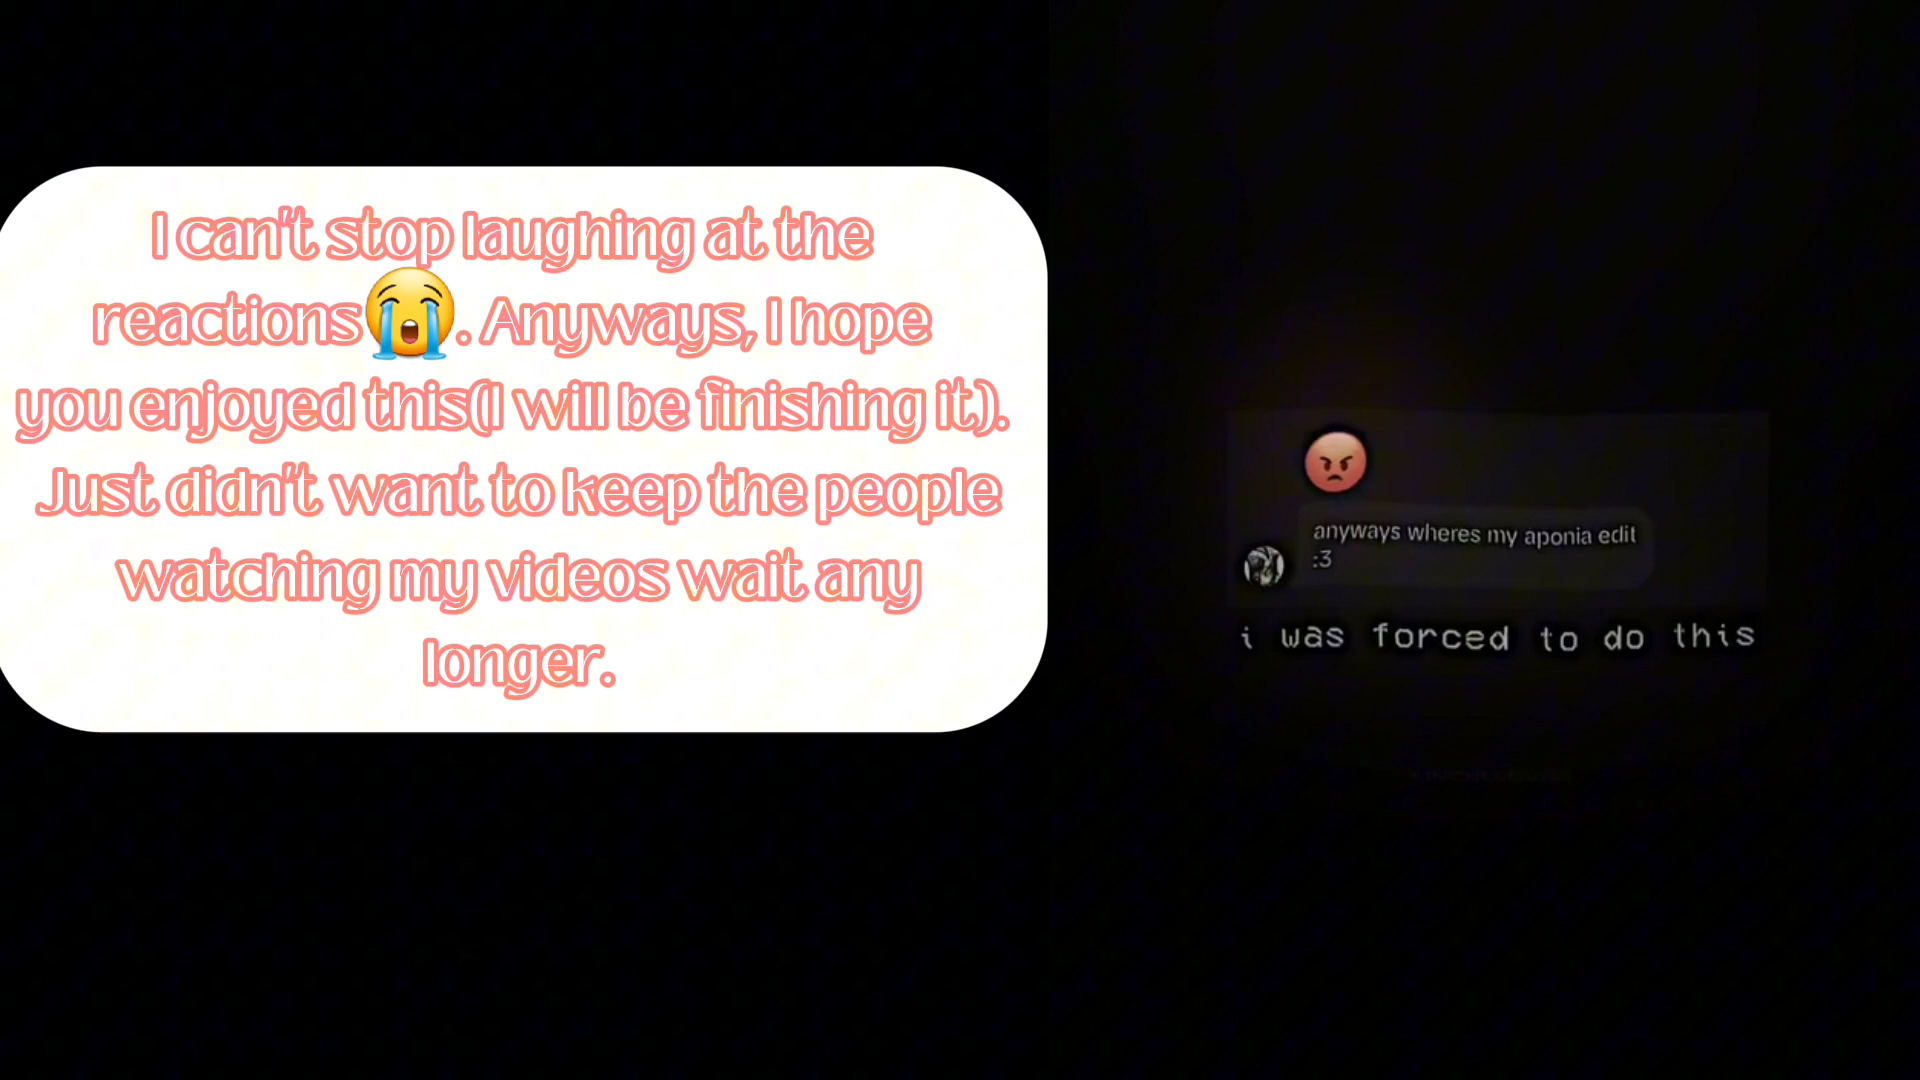 I can't stop laughing at the
reactions😭. Anyways, I hope
you enjoyed this(I will be finishing it).
Just didn't want to keep the people
watching my videos wait any
longer.
😡
anyways wheres my aponia edit
:3
i was forced to do this